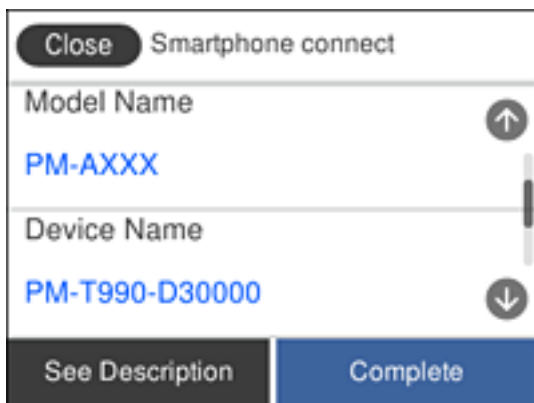 Close Smartphone connect
Model Name
PM-AXXX
Device Name
PM-T990-D30000
See Description Complete